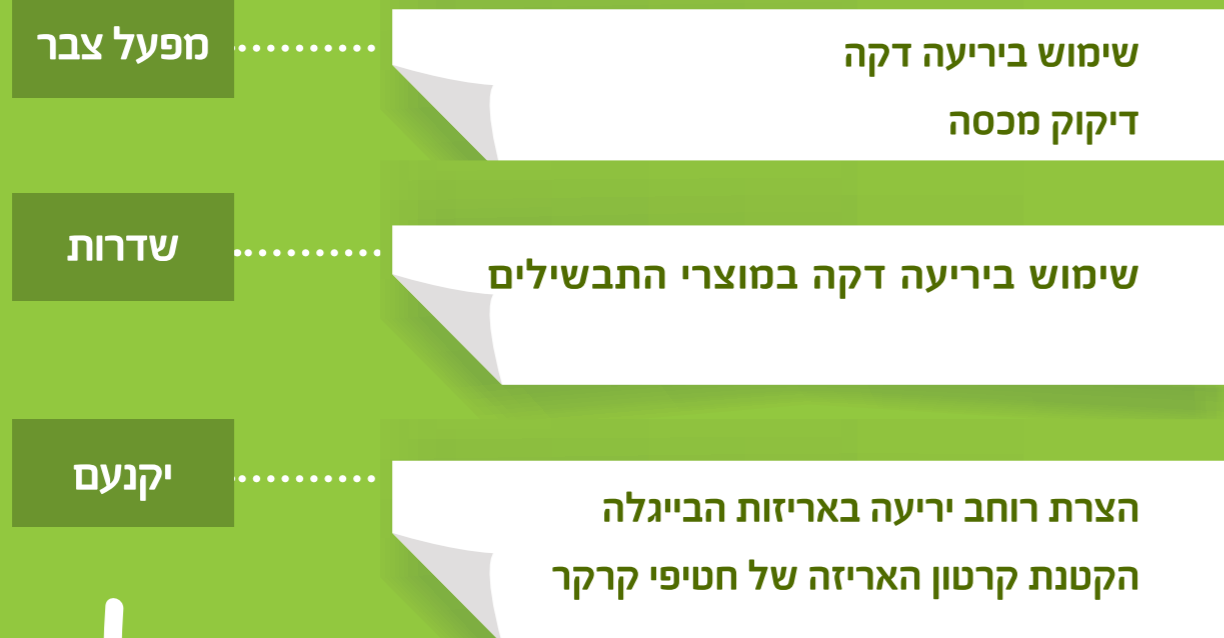 מפעל צבר
שימוש ביריעה דקה
דיקוק מכסה
שדרות
שימוש ביריעה דקה במוצרי התבשילים
יקנעם
הצרת רוחב יריעה באריזות הבייגלה
הקטנת קרטון האריזה של חטיפי קרקר